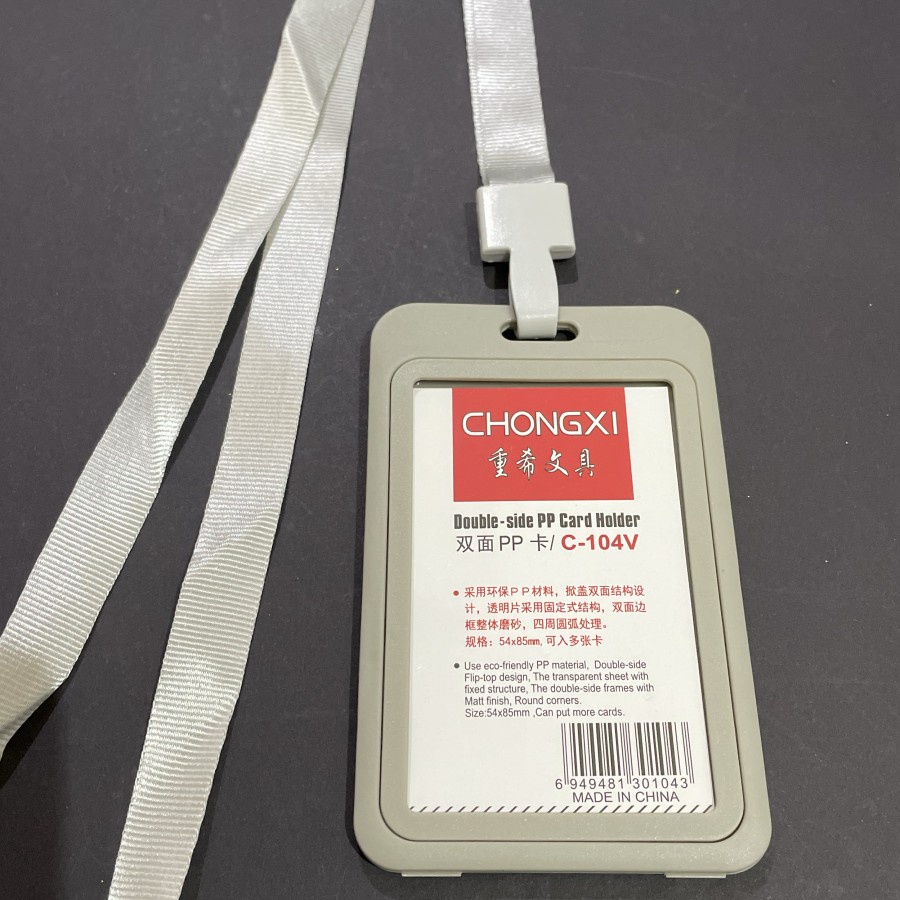 CHONGXI
重希文具
Double-side PP Card Holder
双面PP 卡/ C-104V
● 采用环保PP材料，掀盖双面结构设
计，透明片采用固定式结构，双面边
框整体磨砂，四周圆弧处理。
规格：54x85mm,可入多张卡
● Use eco-friendly PP material, Double-side
Flip-top design, The transparent sheet with
fixed structure, The double-side frames with
Matt finish, Round corners.
Size:54x85mm ,Can put more cards.
6 949481 301043
MADE IN CHINA